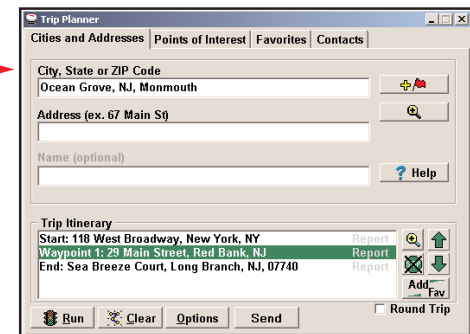 Trip Planner
Cities and Addresses Points of Interest Favorites Contacts
City, State or ZIP Code
Ocean Grove, NJ, Monmouth
Address (ex. 67 Main St)
Name (optional)
? Help
Trip Itinerary
Start: 118 West Broadway, New York, NY Report
Waypoint 1: 29 Main Street, Red Bank, NJ Report
End: Sea Breeze Court, Long Branch, NJ, 07740 Report
Add Fav
Run Clear Options Send Round Trip